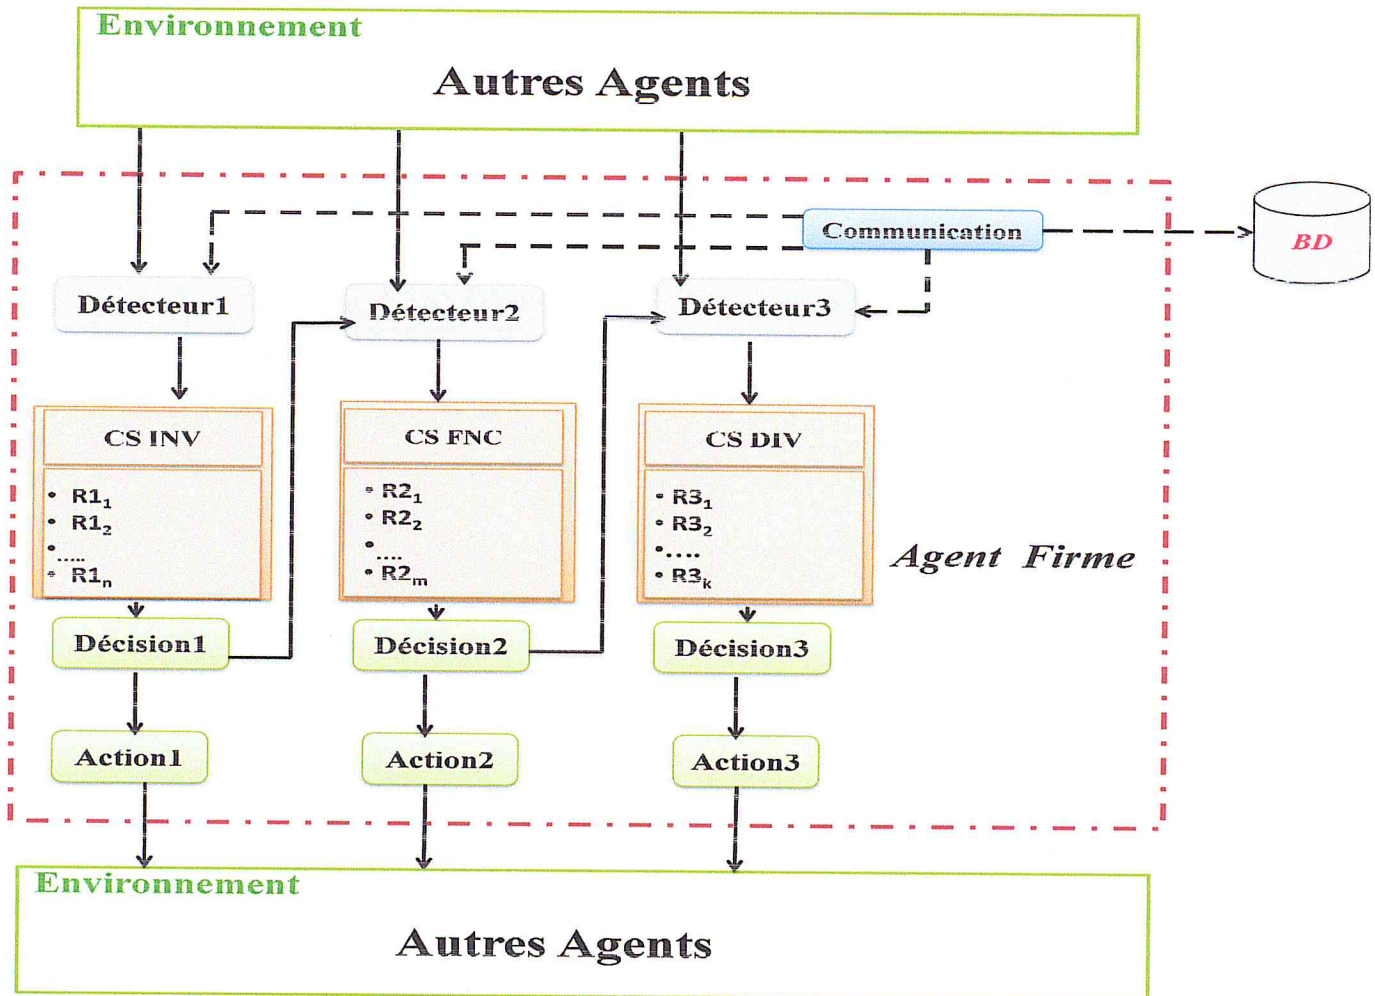 Environnement
Autres Agents
Communication
BD
Détecteur1
Détecteur2
Détecteur3
CS INV
CS FNC
CS DIV
• R1₁
• R1₂
• .....
• R1ₙ
• R2₁
• R2₂
• ....
• R2ₘ
• R3₁
• R3₂
• ....
• R3ₖ
Agent Firme
Décision1
Décision2
Décision3
Action1
Action2
Action3
Environnement
Autres Agents